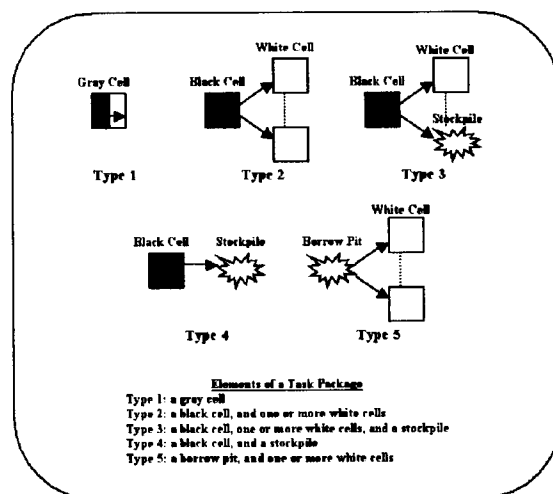 White Cell
White Cell
Gray Cell
Black Cell
Black Cell
Stockpile
Type 1
Type 2
Type 3
White Cell
Black Cell
Stockpile
Borrow Pit
Type 4
Type 5
Elements of a Task Package
Type 1: a gray cell
Type 2: a black cell, and one or more white cells
Type 3: a black cell, one or more white cells, and a stockpile
Type 4: a black cell, and a stockpile
Type 5: a borrow pit, and one or more white cells